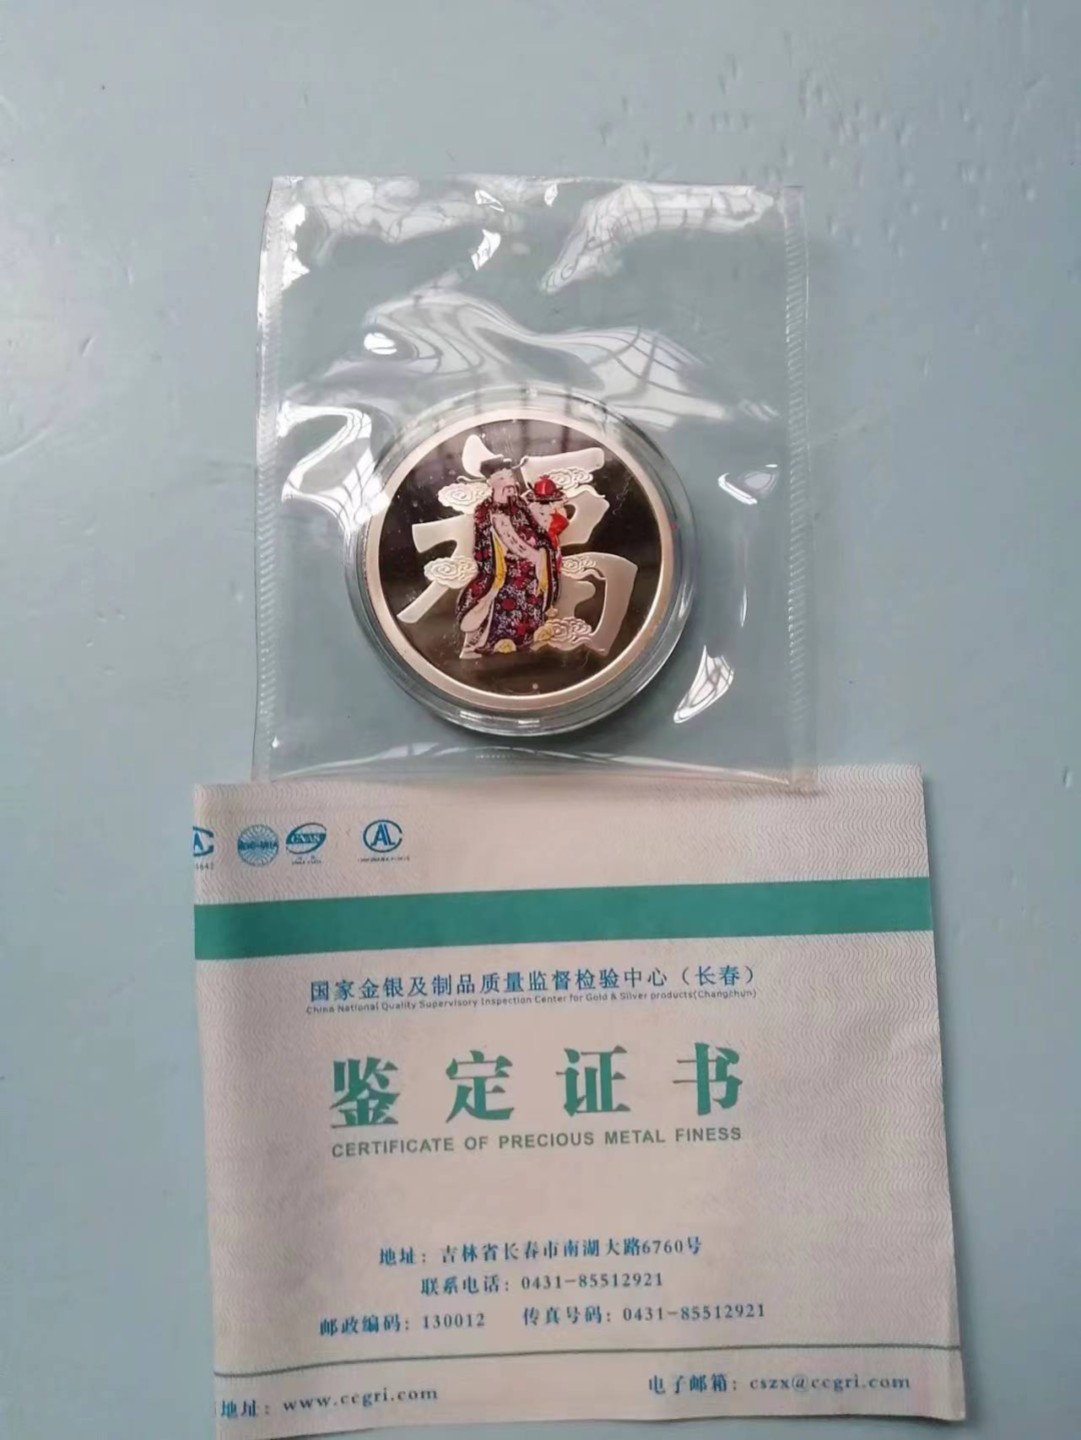 福
CNAS
CAL
国家金银及制品质量监督检验中心（长春）
China National Quality Supervisory Inspection Center for Gold & Silver products(Changchun)
鉴定证书
CERTIFICATE OF PRECIOUS METAL FINESS
地址：吉林省长春市南湖大路6760号
联系电话：0431-85512921
邮政编码：130012 传真号码：0431-85512921
地址：www.ccgri.com 电子邮箱：cszx@ccgri.com